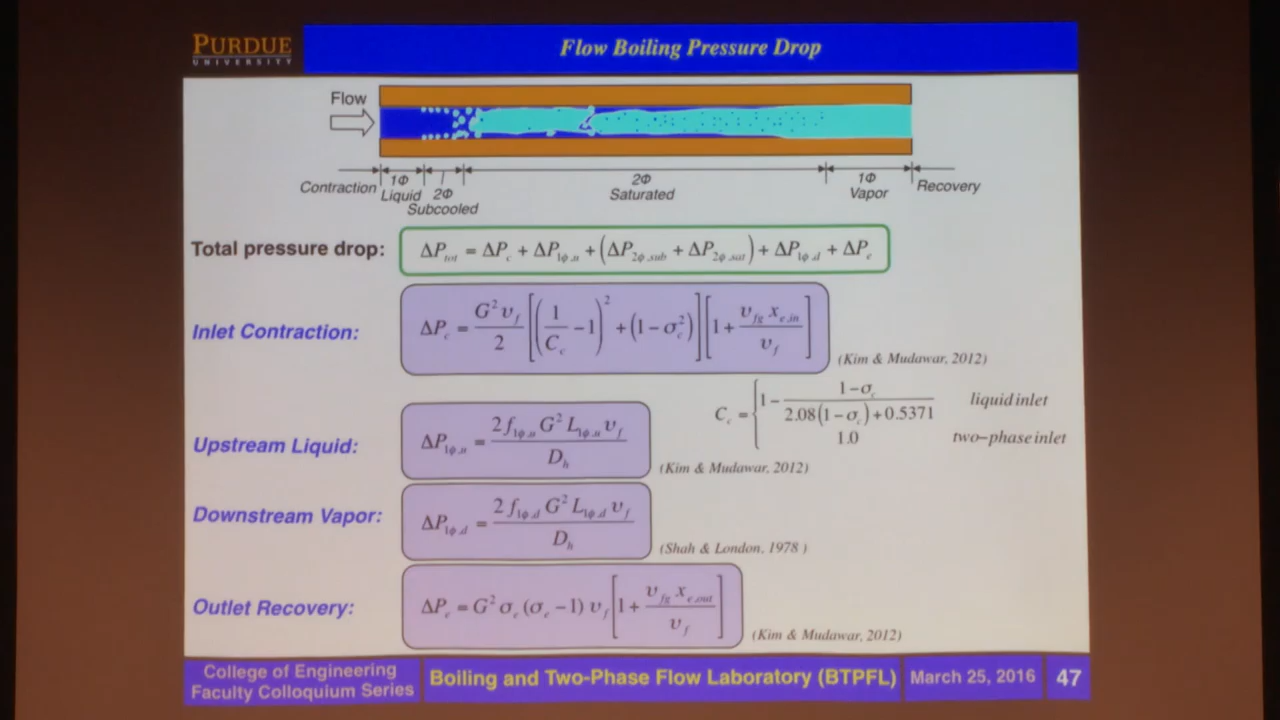 PURDUE
UNIVERSITY
Flow Boiling Pressure Drop
Flow
Contraction
1Φ
Liquid
2Φ
Subcooled
2Φ
Saturated
1Φ
Vapor
Recovery
Total pressure drop: ΔP_tot = ΔP_c + ΔP_1φ,u + (ΔP_2φ,sub + ΔP_2φ,sat) + ΔP_1φ,d + ΔP_e
Inlet Contraction: ΔP_c = G² υ_f / 2 [(1/C_c − 1)² + (1 − σ_c²)] [1 + υ_fg x_e,in / υ_f]
(Kim & Mudawar, 2012)
C_c = { 1 − (1−σ_c) / (2.08(1−σ_c)+0.5371) liquid inlet
1.0 two−phase inlet
Upstream Liquid: ΔP_1φ,u = 2 f_1φ,u G² L_1φ,u υ_f / D_h
(Kim & Mudawar, 2012)
Downstream Vapor: ΔP_1φ,d = 2 f_1φ,d G² L_1φ,d υ_f / D_h
(Shah & London, 1978 )
Outlet Recovery: ΔP_e = G² σ_e (σ_e − 1) υ_f [1 + υ_fg x_e,out / υ_f]
(Kim & Mudawar, 2012)
College of Engineering
Faculty Colloquium Series
Boiling and Two-Phase Flow Laboratory (BTPFL)
March 25, 2016
47